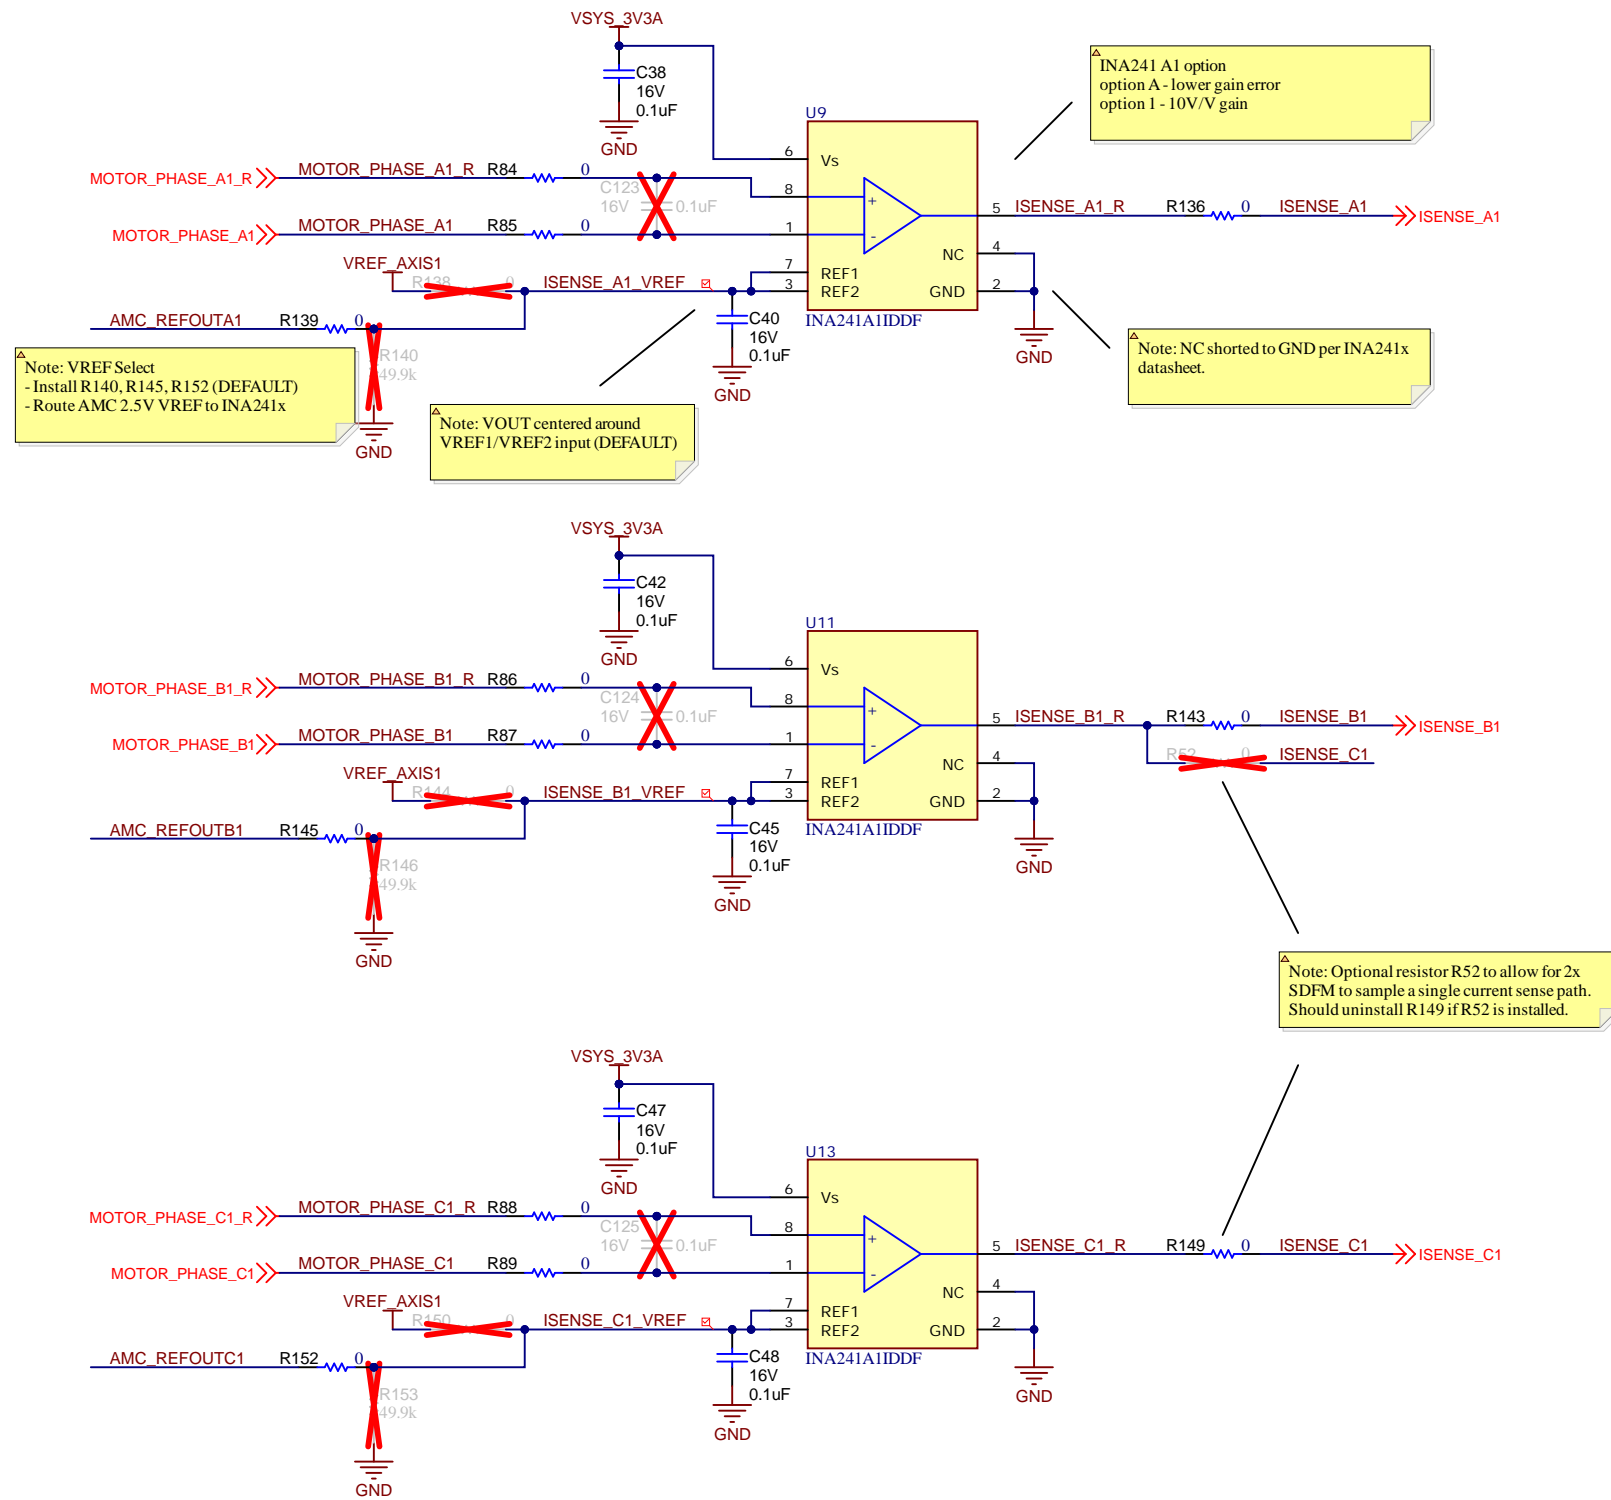 VSYS_3V3A
C38
16V
0.1uF
GND
INA241 A1 option
option A - lower gain error
option 1 - 10V/V gain
U9
6 Vs
MOTOR_PHASE_A1_R MOTOR_PHASE_A1_R R84 0
C123
16V 0.1uF
8 +
MOTOR_PHASE_A1 MOTOR_PHASE_A1 R85 0
1 -
5 ISENSE_A1_R R136 0 ISENSE_A1 ISENSE_A1
NC 4
VREF_AXIS1
R138 0
ISENSE_A1_VREF
7 REF1
3 REF2
GND 2
INA241A1IDDF
AMC_REFOUTA1 R139 0
C40
16V
0.1uF
GND
GND
R140
49.9k
GND
Note: VREF Select
- Install R140, R145, R152 (DEFAULT)
- Route AMC 2.5V VREF to INA241x
Note: VOUT centered around
VREF1/VREF2 input (DEFAULT)
Note: NC shorted to GND per INA241x
datasheet.
VSYS_3V3A
C42
16V
0.1uF
GND
U11
6 Vs
MOTOR_PHASE_B1_R MOTOR_PHASE_B1_R R86 0
C124
16V 0.1uF
8 +
MOTOR_PHASE_B1 MOTOR_PHASE_B1 R87 0
1 -
5 ISENSE_B1_R R143 0 ISENSE_B1 ISENSE_B1
R52 0 ISENSE_C1
NC 4
VREF_AXIS1
R144 0
ISENSE_B1_VREF
7 REF1
3 REF2
GND 2
INA241A1IDDF
AMC_REFOUTB1 R145 0
C45
16V
0.1uF
GND
GND
R146
49.9k
GND
Note: Optional resistor R52 to allow for 2x
SDFM to sample a single current sense path.
Should uninstall R149 if R52 is installed.
VSYS_3V3A
C47
16V
0.1uF
GND
U13
6 Vs
MOTOR_PHASE_C1_R MOTOR_PHASE_C1_R R88 0
C125
16V 0.1uF
8 +
MOTOR_PHASE_C1 MOTOR_PHASE_C1 R89 0
1 -
5 ISENSE_C1_R R149 0 ISENSE_C1 ISENSE_C1
NC 4
VREF_AXIS1
R150 0
ISENSE_C1_VREF
7 REF1
3 REF2
GND 2
INA241A1IDDF
AMC_REFOUTC1 R152 0
C48
16V
0.1uF
GND
GND
R153
49.9k
GND